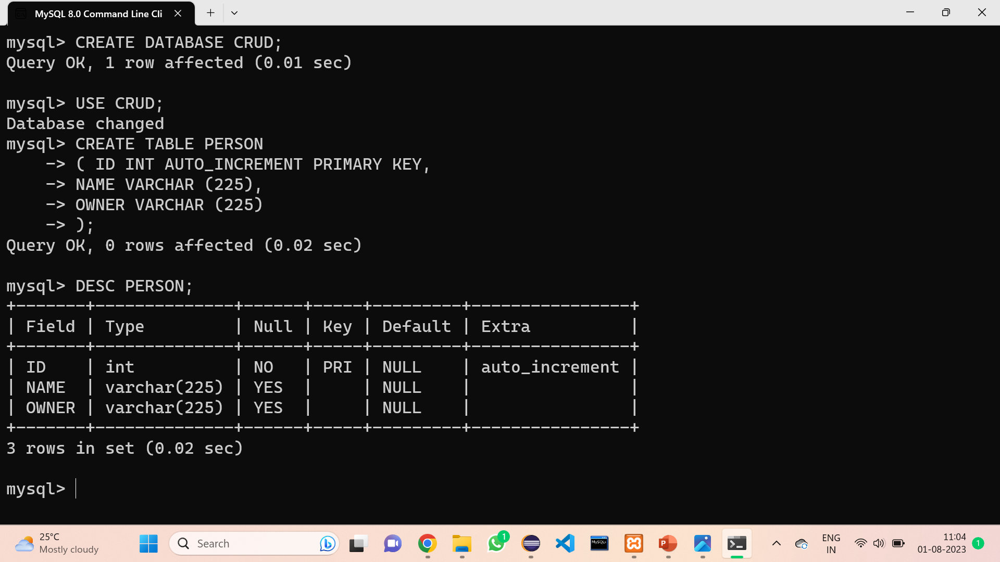 MySQL 8.0 Command Line Cli
mysql> CREATE DATABASE CRUD;
Query OK, 1 row affected (0.01 sec)
mysql> USE CRUD;
Database changed
mysql> CREATE TABLE PERSON
    -> ( ID INT AUTO_INCREMENT PRIMARY KEY,
    -> NAME VARCHAR (225),
    -> OWNER VARCHAR (225)
    -> );
Query OK, 0 rows affected (0.02 sec)
mysql> DESC PERSON;
+-------+--------------+------+-----+---------+----------------+
| Field | Type         | Null | Key | Default | Extra          |
+-------+--------------+------+-----+---------+----------------+
| ID    | int          | NO   | PRI | NULL    | auto_increment |
| NAME  | varchar(225) | YES  |     | NULL    |                |
| OWNER | varchar(225) | YES  |     | NULL    |                |
+-------+--------------+------+-----+---------+----------------+
3 rows in set (0.02 sec)
mysql>
25°C
Mostly cloudy
Search
1
MySQL>
P
ENG
IN
11:04
01-08-2023
1